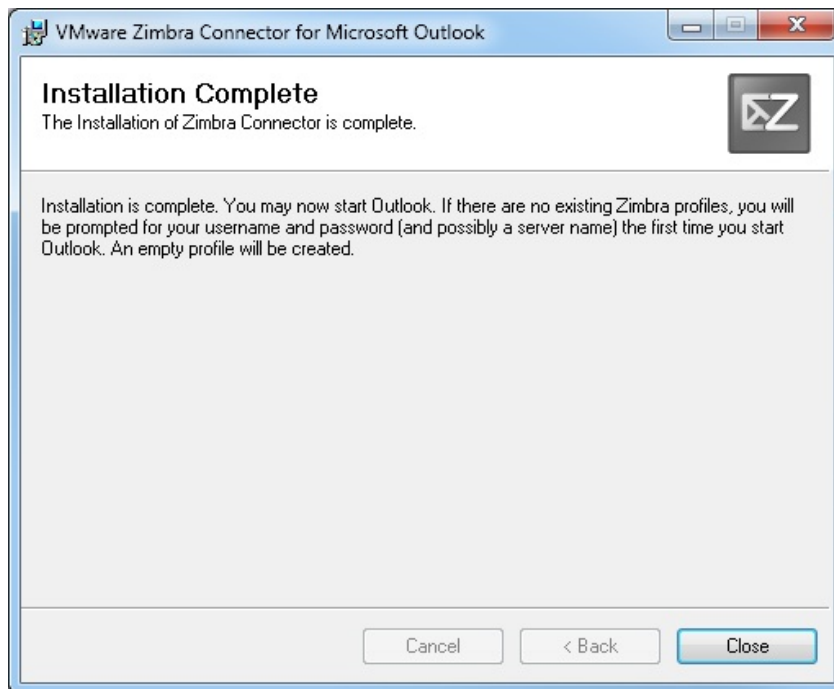 VMware Zimbra Connector for Microsoft Outlook
Installation Complete
The Installation of Zimbra Connector is complete.
Z
Installation is complete. You may now start Outlook. If there are no existing Zimbra profiles, you will
be prompted for your username and password (and possibly a server name) the first time you start
Outlook. An empty profile will be created.
Cancel
< Back
Close